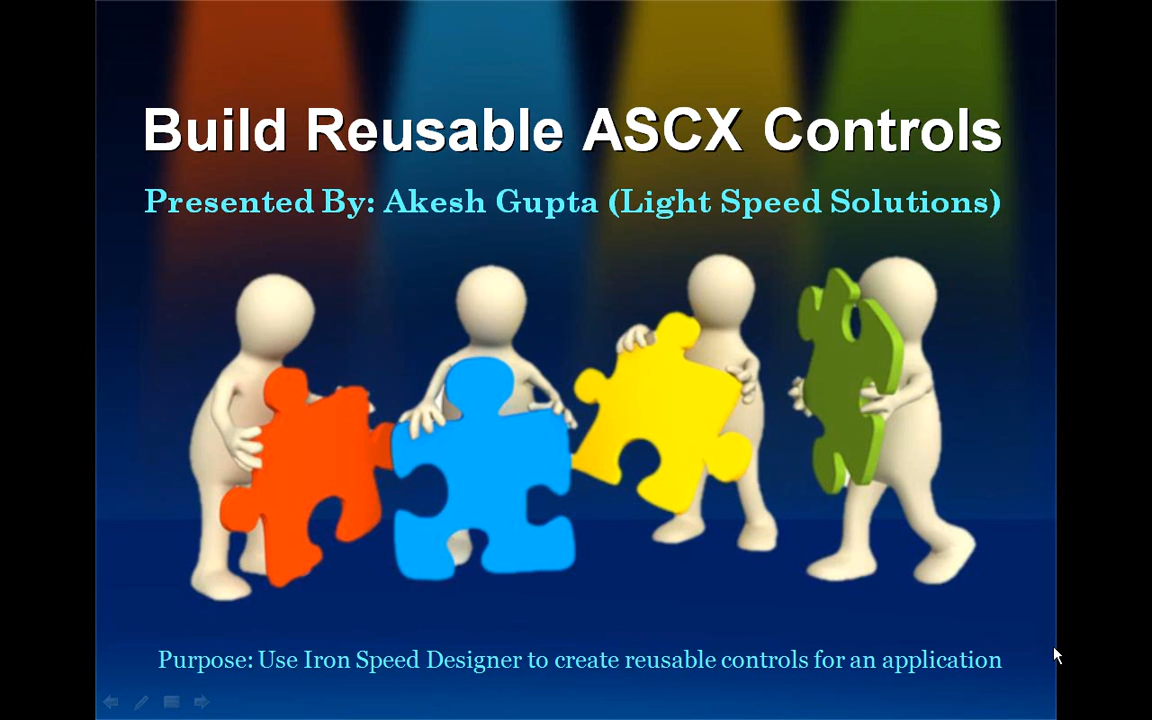 Build Reusable ASCX Controls
Presented By: Akesh Gupta (Light Speed Solutions)
Purpose: Use Iron Speed Designer to create reusable controls for an application